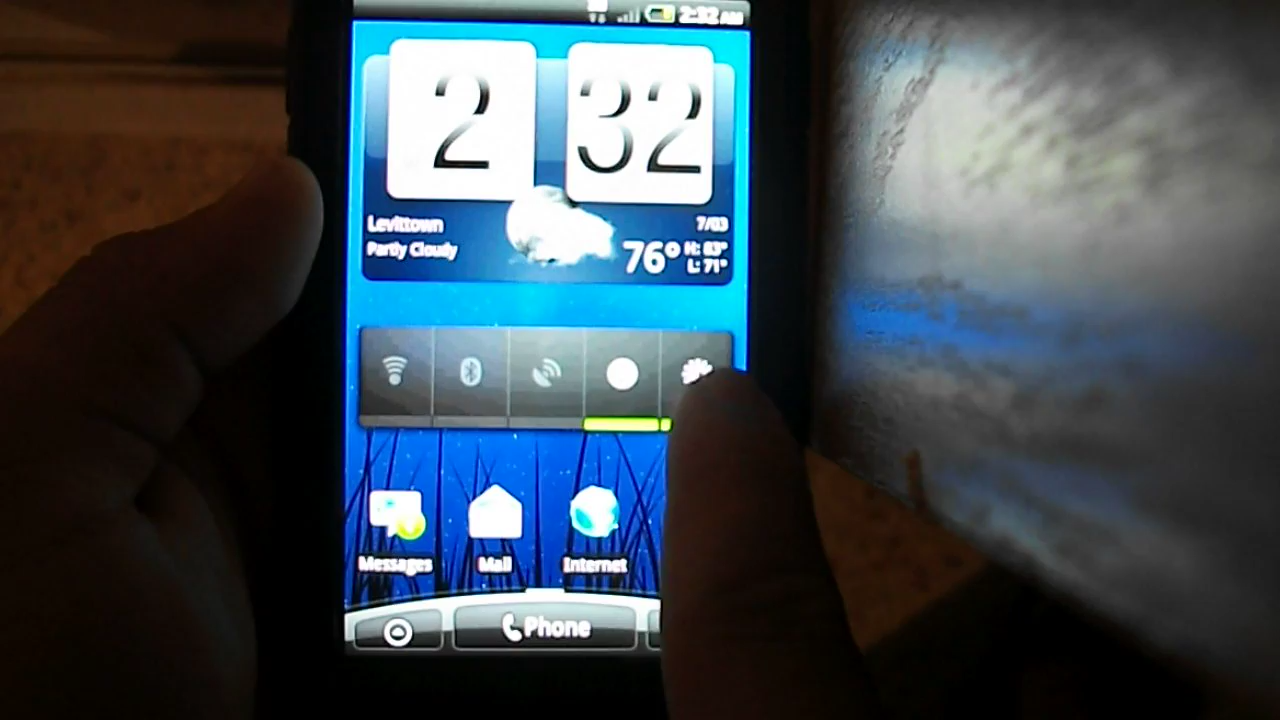 2:32 AM
2 32
Levittown
7/03
Partly Cloudy
76° H: 83°
L: 71°
Messages
Mail
Internet
Phone